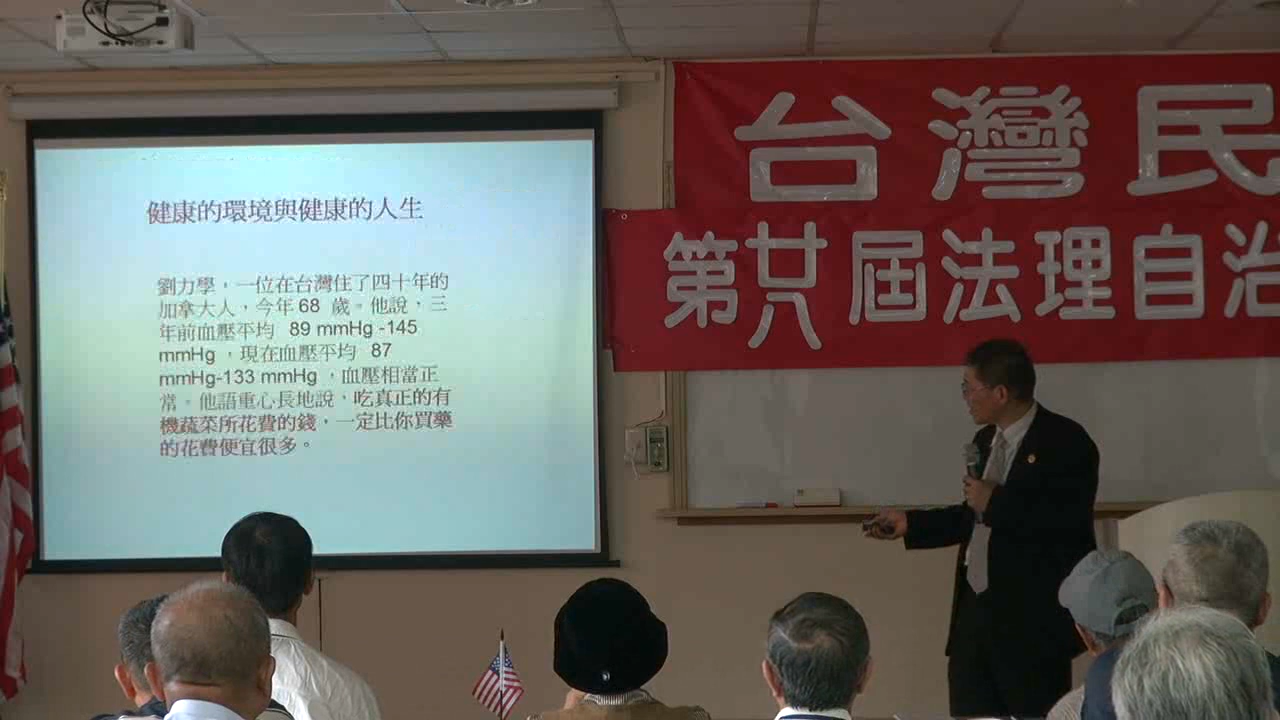 健康的環境與健康的人生
劉力學，一位在台灣住了四十年的
加拿大人，今年 68 歲。他說，三
年前血壓平均 89 mmHg -145
mmHg ，現在血壓平均 87
mmHg-133 mmHg ，血壓相當正
常。他語重心長地說，吃真正的有
機蔬菜所花費的錢，一定比你買藥
的花費便宜很多。
台灣民
第廿八屆法理自治